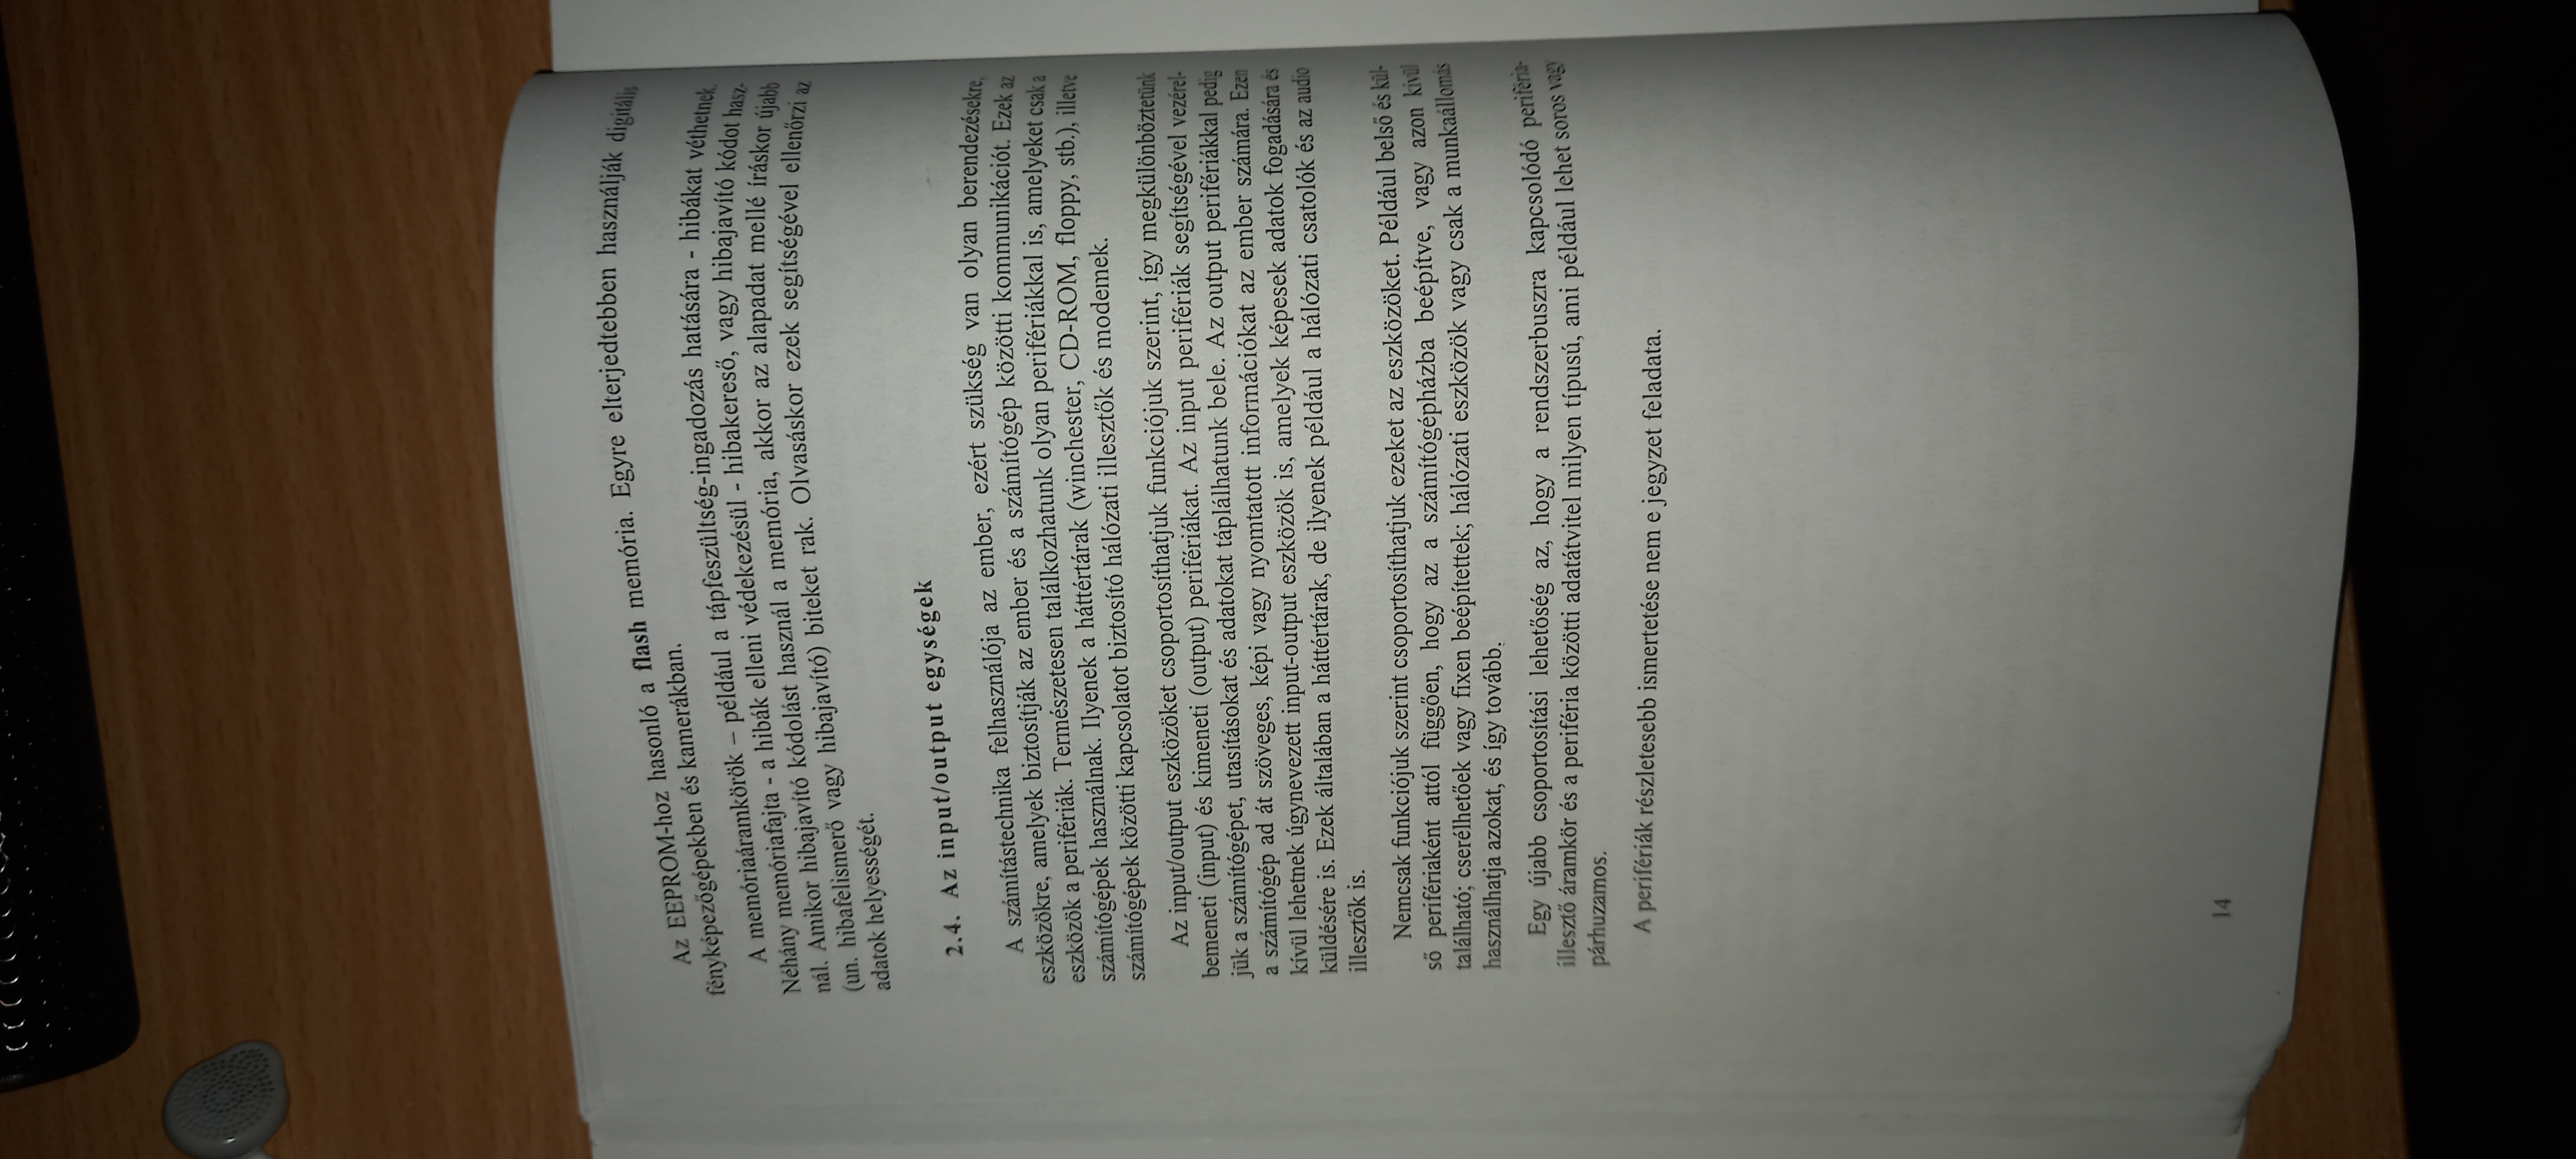 Az EEPROM-hoz hasonló a flash memória. Egyre elterjedtebben használják digitális
fényképezőgépekben és kamerákban.
A memóriaáramkörök – például a tápfeszültség-ingadozás hatására - hibákat véthetnek.
Néhány memóriafajta - a hibák elleni védekezésül - hibakereső, vagy hibajavító kódot hasz-
nál. Amikor hibajavító kódolást használ a memória, akkor az alapadat mellé íráskor újabb
(un. hibafelismerő vagy hibajavító) biteket rak. Olvasáskor ezek segítségével ellenőrzi az
adatok helyességét.
2.4. Az input/output egységek
A számítástechnika felhasználója az ember, ezért szükség van olyan berendezésekre,
eszközökre, amelyek biztosítják az ember és a számítógép közötti kommunikációt. Ezek az
eszközök a perifériák. Természetesen találkozhatunk olyan perifériákkal is, amelyeket csak a
számítógépek használnak. Ilyenek a háttértárak (winchester, CD-ROM, floppy, stb.), illetve
számítógépek közötti kapcsolatot biztosító hálózati illesztők és modemek.
Az input/output eszközöket csoportosíthatjuk funkciójuk szerint, így megkülönböztetünk
bemeneti (input) és kimeneti (output) perifériákat. Az input perifériák segítségével vezérel-
jük a számítógépet, utasításokat és adatokat táplálhatunk bele. Az output perifériákkal pedig
a számítógép ad át szöveges, képi vagy nyomtatott információkat az ember számára. Ezen
kívül lehetnek úgynevezett input-output eszközök is, amelyek képesek adatok fogadására és
küldésére is. Ezek általában a háttértárak, de ilyenek például a hálózati csatolók és az audio
illesztők is.
Nemcsak funkciójuk szerint csoportosíthatjuk ezeket az eszközöket. Például belső és kül-
ső perifériaként attól függően, hogy az a számítógépházba beépítve, vagy azon kívül
található; cserélhetőek vagy fixen beépítettek; hálózati eszközök vagy csak a munkaállomás
használhatja azokat, és így tovább.
Egy újabb csoportosítási lehetőség az, hogy a rendszerbuszra kapcsolódó periféria-
illesztő áramkör és a periféria közötti adatátvitel milyen típusú, ami például lehet soros vagy
párhuzamos.
A perifériák részletesebb ismertetése nem e jegyzet feladata.
14